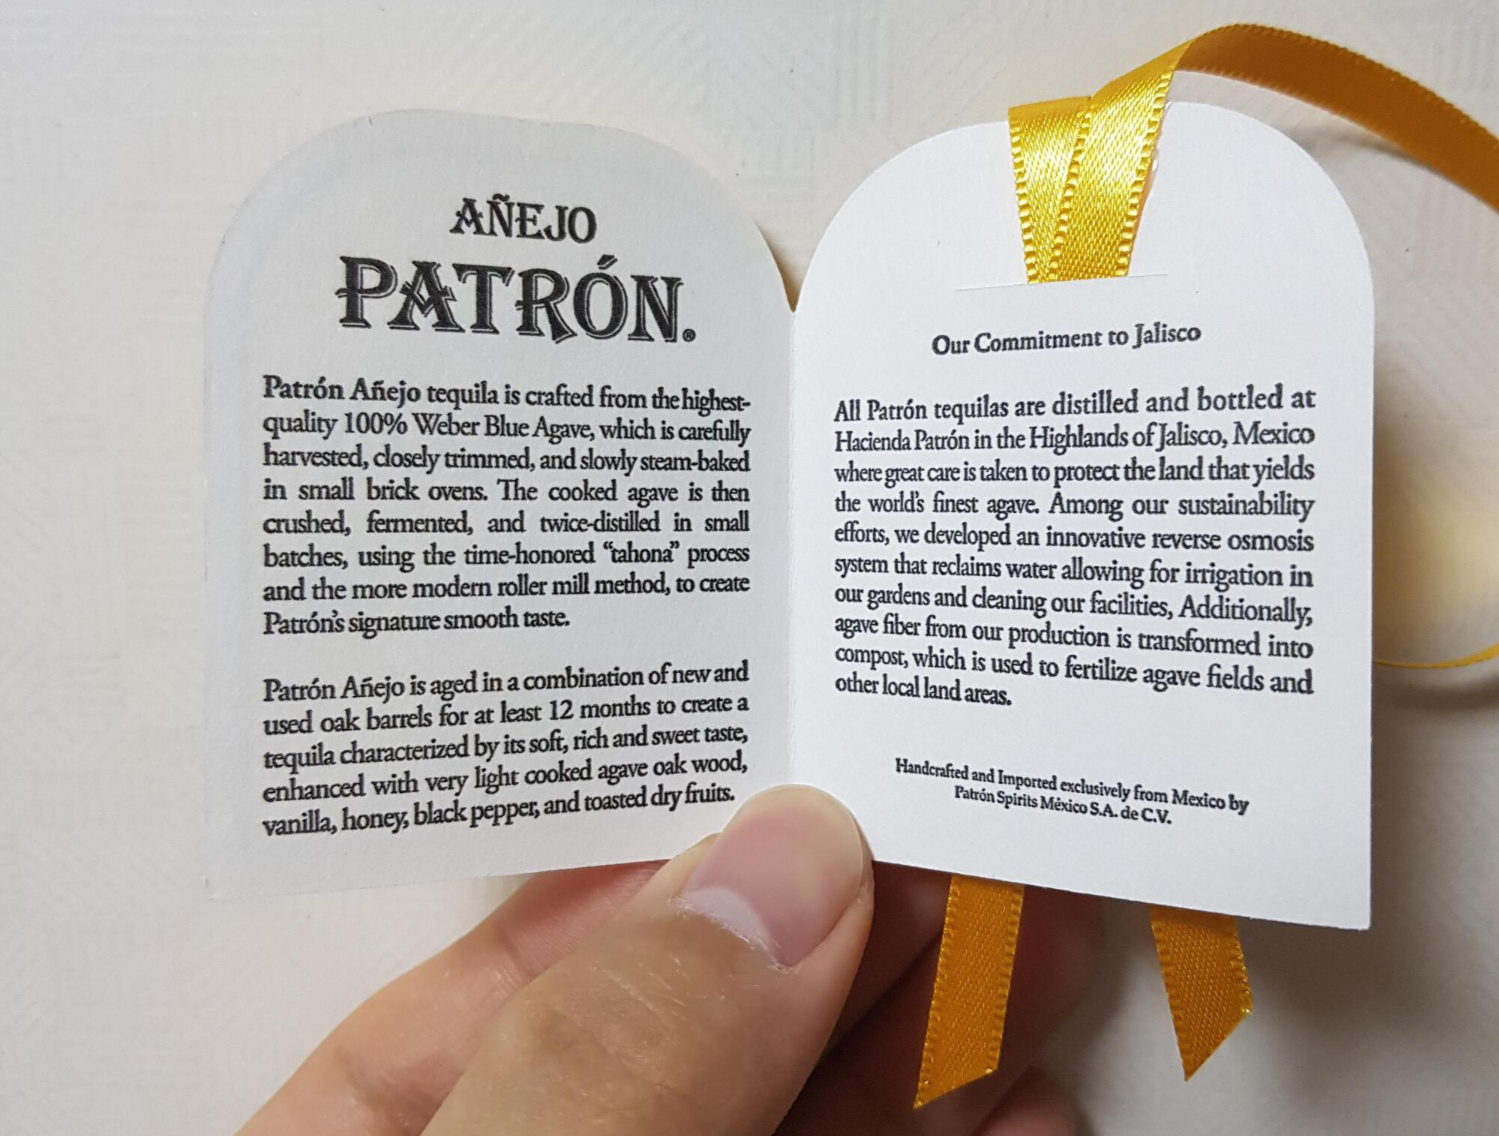 AÑEJO
PATRÓN.®
Patrón Añejo tequila is crafted from the highest-
quality 100% Weber Blue Agave, which is carefully
harvested, closely trimmed, and slowly steam-baked
in small brick ovens. The cooked agave is then
crushed, fermented, and twice-distilled in small
batches, using the time-honored “tahona” process
and the more modern roller mill method, to create
Patrón’s signature smooth taste.
Patrón Añejo is aged in a combination of new and
used oak barrels for at least 12 months to create a
tequila characterized by its soft, rich and sweet taste,
enhanced with very light cooked agave oak wood,
vanilla, honey, black pepper, and toasted dry fruits.
Our Commitment to Jalisco
All Patrón tequilas are distilled and bottled at
Hacienda Patrón in the Highlands of Jalisco, Mexico
where great care is taken to protect the land that yields
the world’s finest agave. Among our sustainability
efforts, we developed an innovative reverse osmosis
system that reclaims water allowing for irrigation in
our gardens and cleaning our facilities, Additionally,
agave fiber from our production is transformed into
compost, which is used to fertilize agave fields and
other local land areas.
Handcrafted and Imported exclusively from Mexico by
Patrón Spirits México S.A. de C.V.